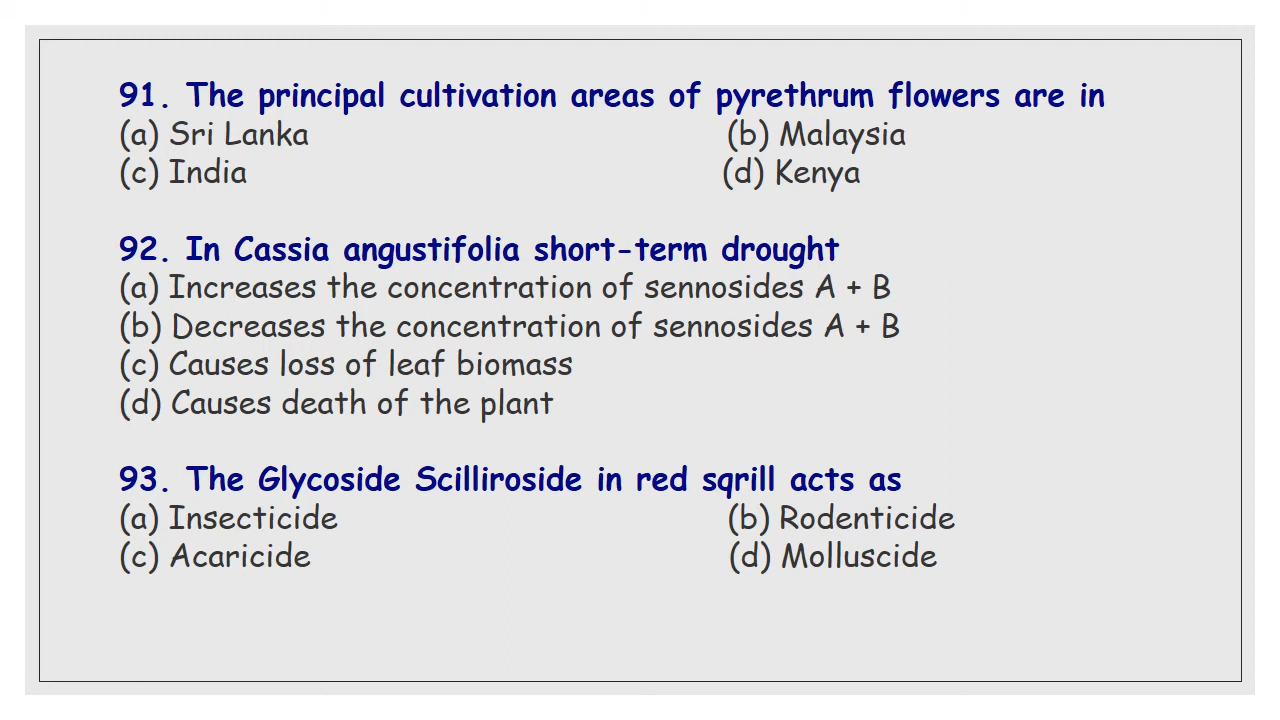 91. The principal cultivation areas of pyrethrum flowers are in
(a) Sri Lanka (b) Malaysia
(c) India (d) Kenya
92. In Cassia angustifolia short-term drought
(a) Increases the concentration of sennosides A + B
(b) Decreases the concentration of sennosides A + B
(c) Causes loss of leaf biomass
(d) Causes death of the plant
93. The Glycoside Scilliroside in red sqrill acts as
(a) Insecticide (b) Rodenticide
(c) Acaricide (d) Molluscide